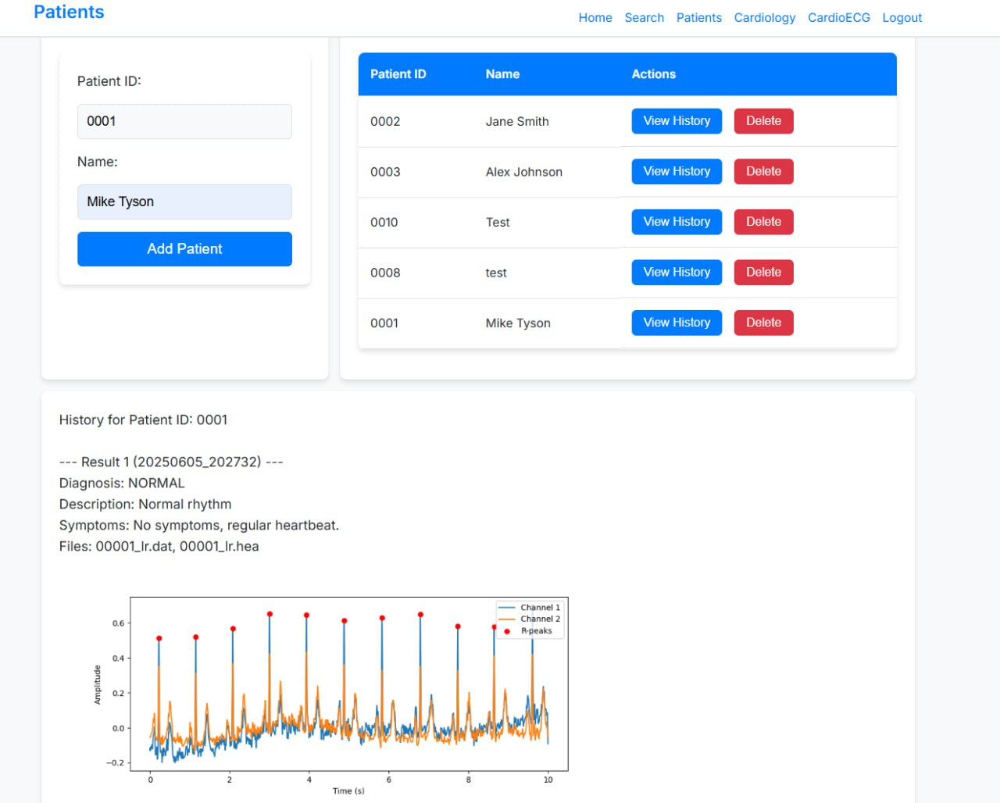 Patients
Home Search Patients Cardiology CardioECG Logout
Patient ID:
0001
Name:
Mike Tyson
Add Patient
Patient ID Name Actions
0002 Jane Smith View History Delete
0003 Alex Johnson View History Delete
0010 Test View History Delete
0008 test View History Delete
0001 Mike Tyson View History Delete
History for Patient ID: 0001
--- Result 1 (20250605_202732) ---
Diagnosis: NORMAL
Description: Normal rhythm
Symptoms: No symptoms, regular heartbeat.
Files: 00001_lr.dat, 00001_lr.hea
Channel 1
Channel 2
R-peaks
0.6
0.4
0.2
0.0
−0.2
Amplitude
0 2 4 6 8 10
Time (s)